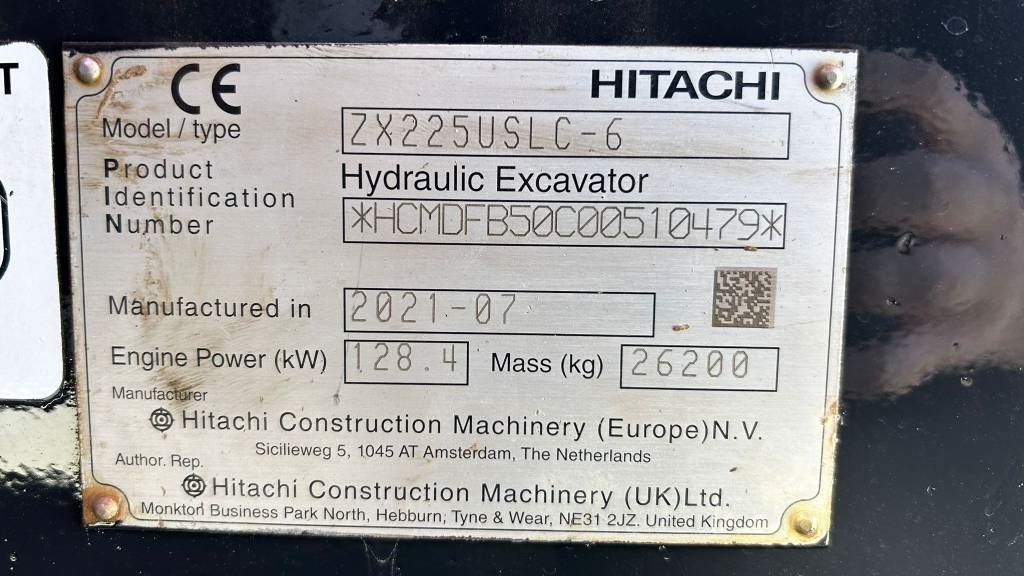 T
CE HITACHI
Model / type ZX225USLC-6
Product Hydraulic Excavator
Identification
Number *HCMDFB50C00510479*
Manufactured in 2021-07
Engine Power (kW) 128.4 Mass (kg) 26200
Manufacturer
Hitachi Construction Machinery (Europe)N.V.
Sicilieweg 5, 1045 AT Amsterdam, The Netherlands
Author. Rep.
Hitachi Construction Machinery (UK)Ltd.
Monkton Business Park North, Hebburn, Tyne & Wear, NE31 2JZ. United Kingdom